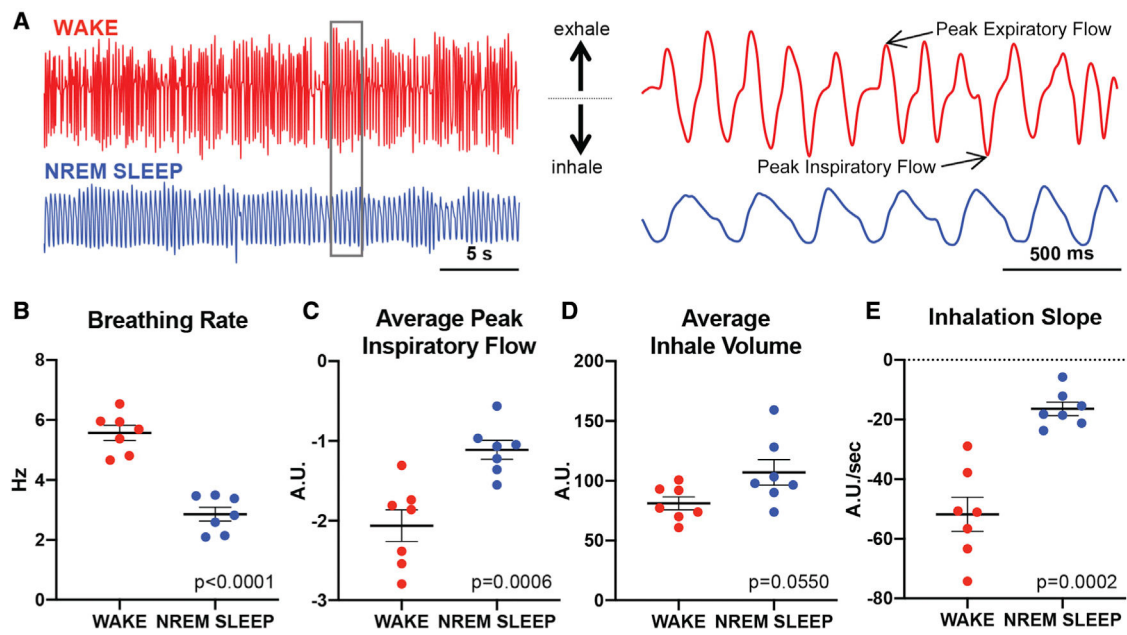 A
WAKE
NREM SLEEP
5 s
exhale
inhale
Peak Expiratory Flow
Peak Inspiratory Flow
500 ms
B
Breathing Rate
8
6
4
2
0
Hz
p<0.0001
WAKE NREM SLEEP
C
Average Peak
Inspiratory Flow
0
-1
-2
-3
A.U.
p=0.0006
WAKE NREM SLEEP
D
Average
Inhale Volume
200
150
100
50
0
A.U.
p=0.0550
WAKE NREM SLEEP
E
Inhalation Slope
0
-20
-40
-60
-80
A.U./sec
p=0.0002
WAKE NREM SLEEP